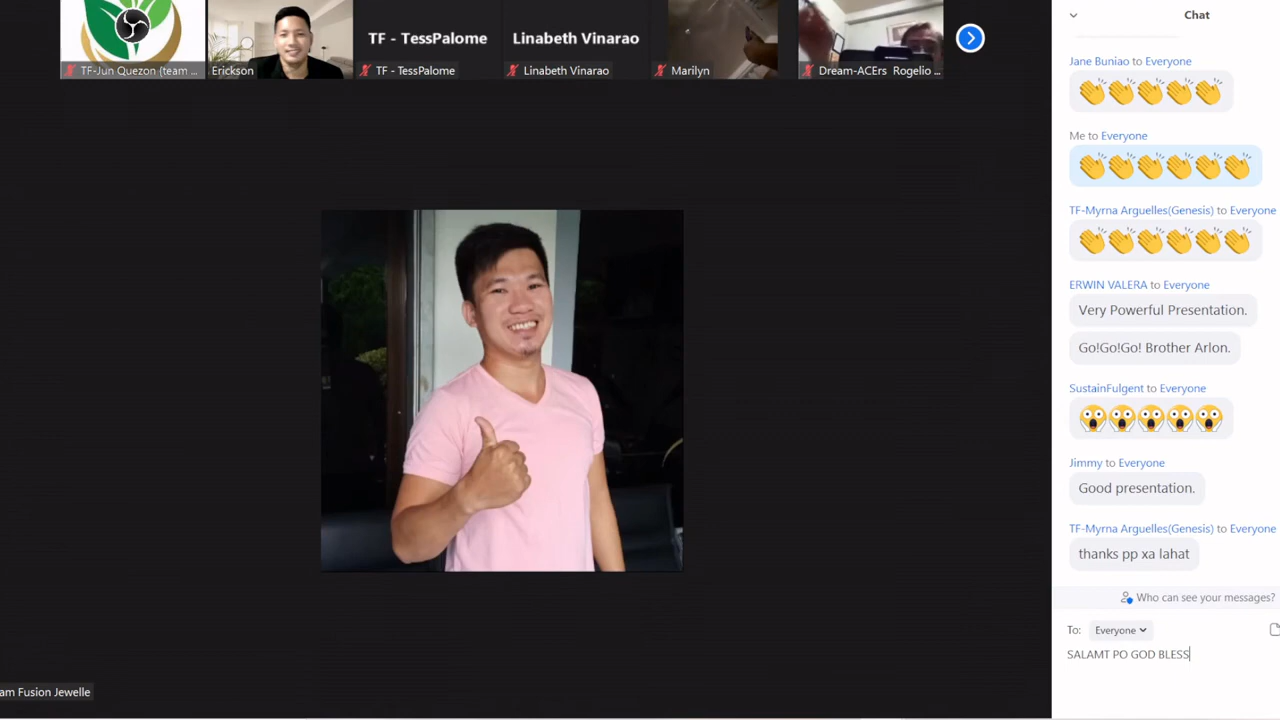 TF-Jun Quezon (team ...
Erickson
TF - TessPalome
TF - TessPalome
Linabeth Vinarao
Linabeth Vinarao
Marilyn
Dream-ACErs Rogelio ...
am Fusion Jewelle
Chat
Jane Buniao to Everyone
👏👏👏👏👏
Me to Everyone
👏👏👏👏👏👏
TF-Myrna Arguelles(Genesis) to Everyone
👏👏👏👏👏👏
ERWIN VALERA to Everyone
Very Powerful Presentation.
Go!Go!Go! Brother Arlon.
SustainFulgent to Everyone
😱😱😱😱😱
Jimmy to Everyone
Good presentation.
TF-Myrna Arguelles(Genesis) to Everyone
thanks pp xa lahat
Who can see your messages?
To: Everyone
SALAMT PO GOD BLESS